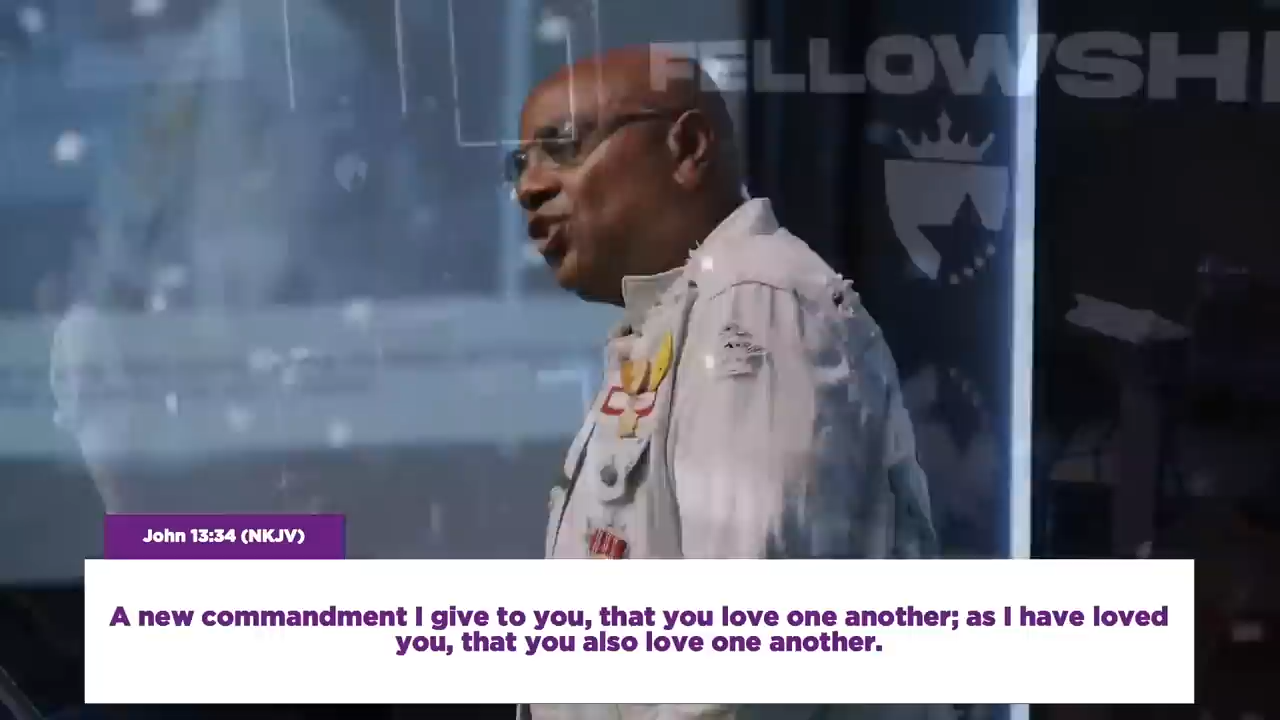 FELLOWSHI
John 13:34 (NKJV)
A new commandment I give to you, that you love one another; as I have loved
you, that you also love one another.